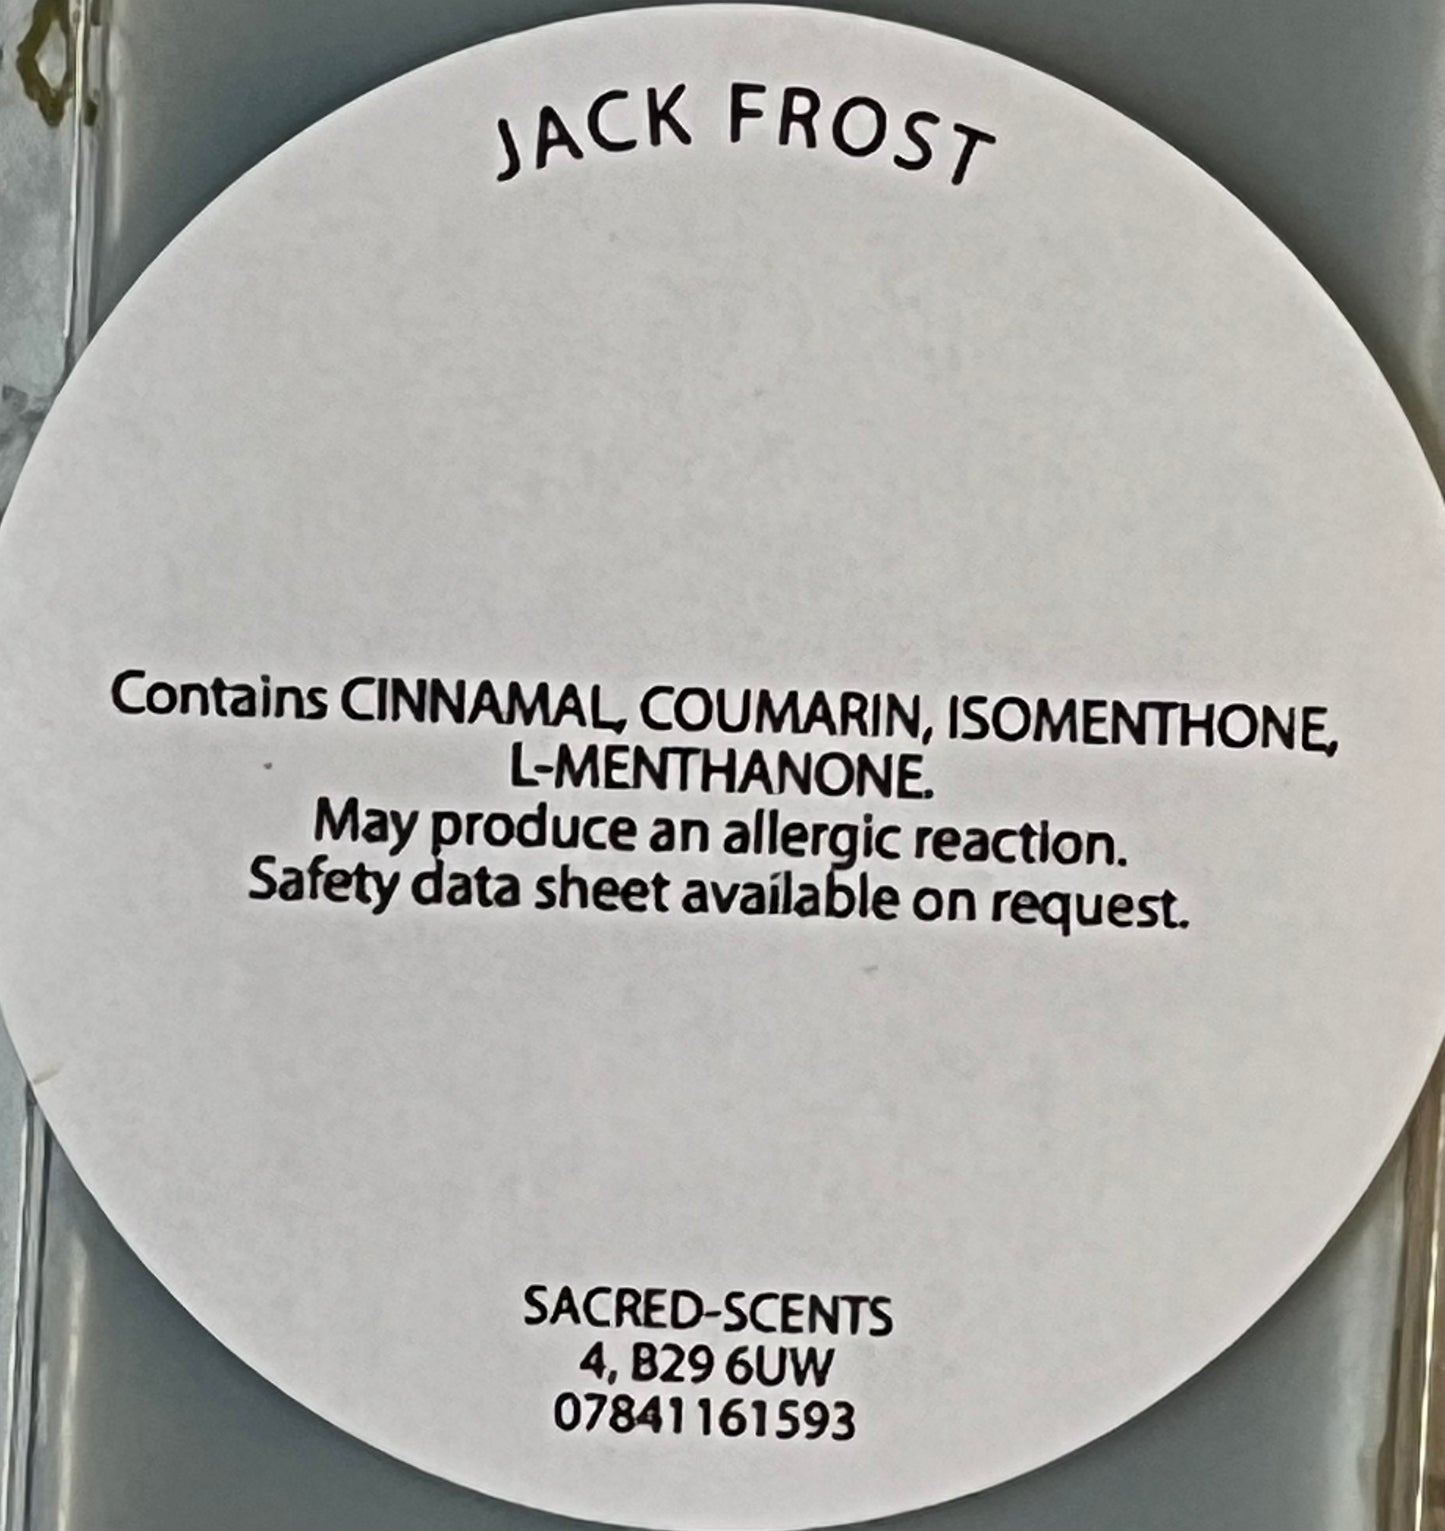 JACK FROST
Contains CINNAMAL, COUMARIN, ISOMENTHONE,
L-MENTHANONE.
May produce an allergic reaction.
Safety data sheet available on request.
SACRED-SCENTS
4, B29 6UW
07841161593